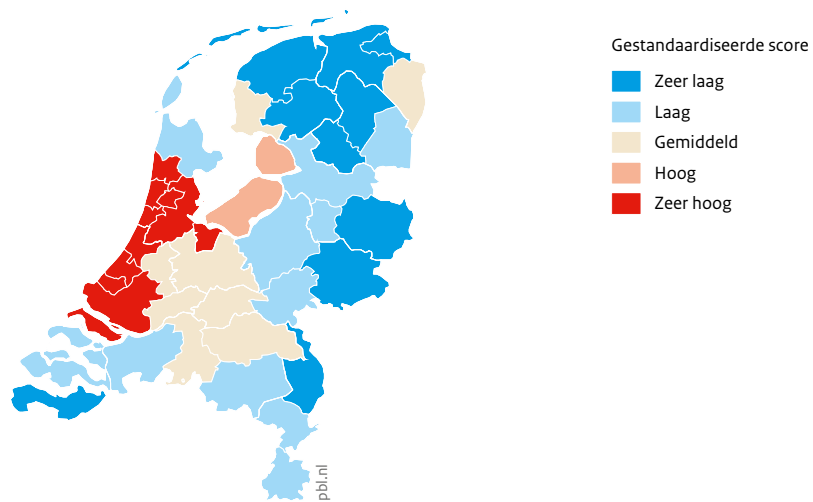 Gestandaardiseerde score
Zeer laag
Laag
Gemiddeld
Hoog
Zeer hoog
pbl.nl